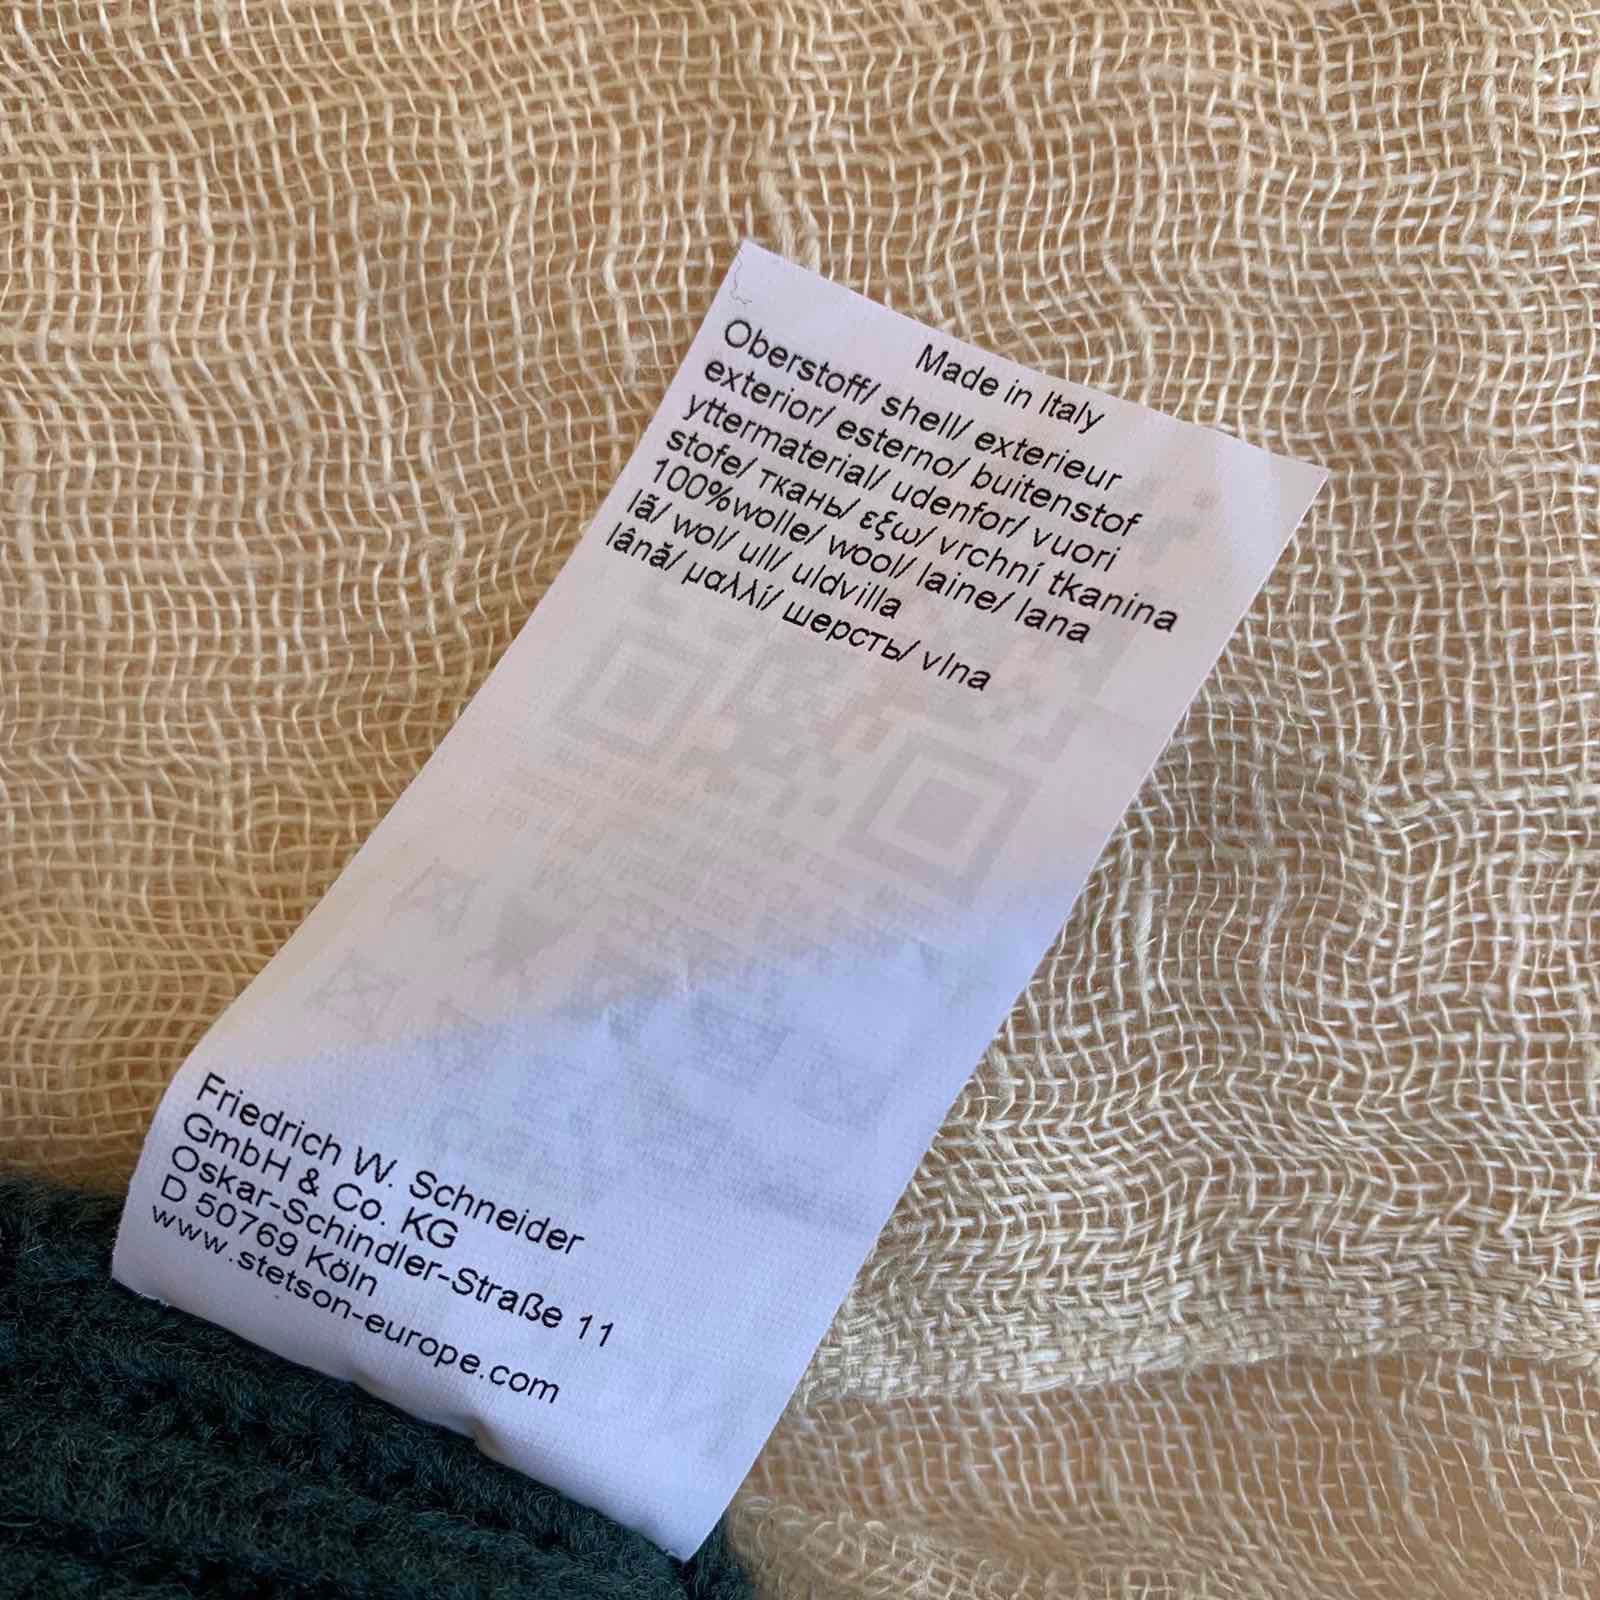 Made in Italy
Oberstoff/ shell/ exterieur
exterior/ esterno/ buitenstof
yttermaterial/ udenfor/ vuori
stofe/ ткань/ εξω/ vrchní tkanina
100%wolle/ wool/ laine/ lana
lã/ wol/ ull/ uldvilla
lână/ μαλλί/ шерсть/ vlna
Friedrich W. Schneider
GmbH & Co. KG
Oskar-Schindler-Straße 11
D 50769 Köln
www.stetson-europe.com